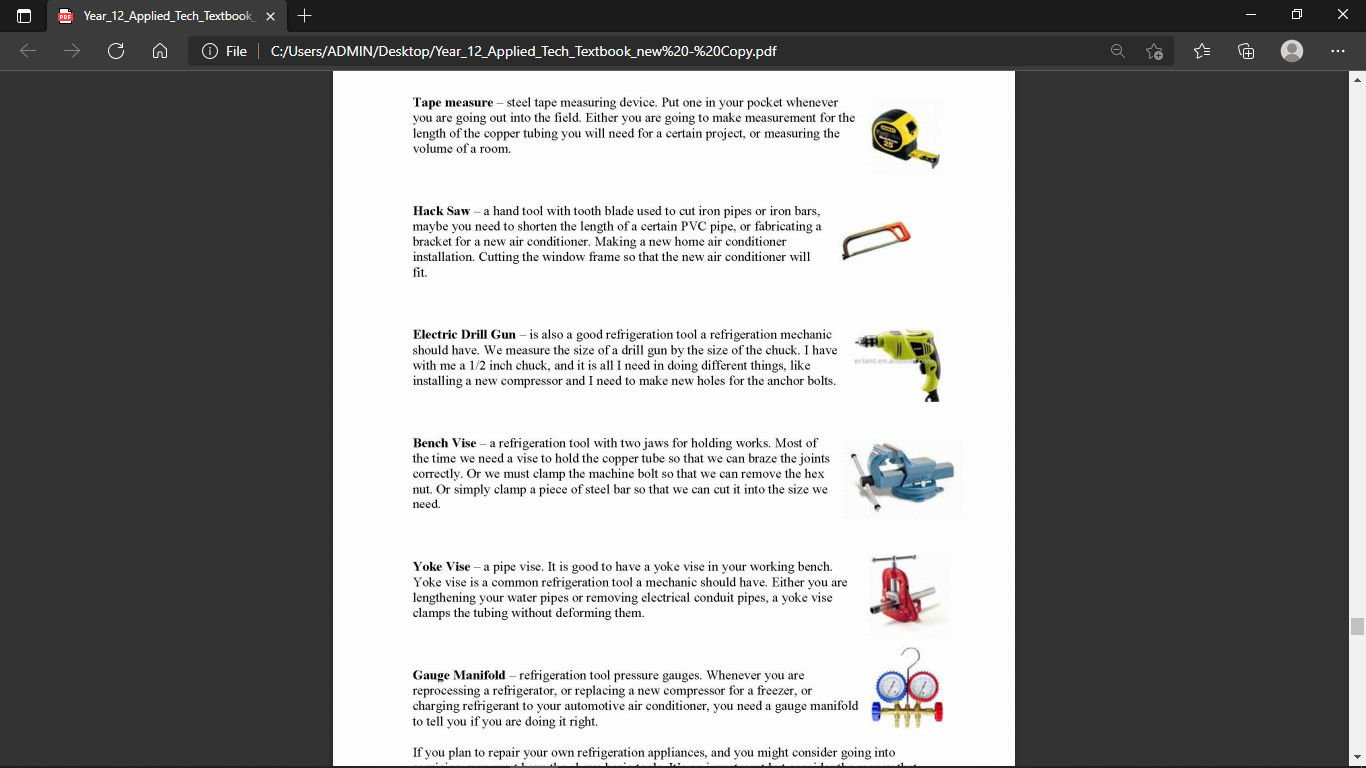 Year_12_Applied_Tech_Textbook_
File
C:/Users/ADMIN/Desktop/Year_12_Applied_Tech_Textbook_new%20-%20Copy.pdf
Tape measure – steel tape measuring device. Put one in your pocket whenever
you are going out into the field. Either you are going to make measurement for the
length of the copper tubing you will need for a certain project, or measuring the
volume of a room.
Hack Saw – a hand tool with tooth blade used to cut iron pipes or iron bars,
maybe you need to shorten the length of a certain PVC pipe, or fabricating a
bracket for a new air conditioner. Making a new home air conditioner
installation. Cutting the window frame so that the new air conditioner will
fit.
Electric Drill Gun – is also a good refrigeration tool a refrigeration mechanic
should have. We measure the size of a drill gun by the size of the chuck. I have
with me a 1/2 inch chuck, and it is all I need in doing different things, like
installing a new compressor and I need to make new holes for the anchor bolts.
Bench Vise – a refrigeration tool with two jaws for holding works. Most of
the time we need a vise to hold the copper tube so that we can braze the joints
correctly. Or we must clamp the machine bolt so that we can remove the hex
nut. Or simply clamp a piece of steel bar so that we can cut it into the size we
need.
Yoke Vise – a pipe vise. It is good to have a yoke vise in your working bench.
Yoke vise is a common refrigeration tool a mechanic should have. Either you are
lengthening your water pipes or removing electrical conduit pipes, a yoke vise
clamps the tubing without deforming them.
Gauge Manifold – refrigeration tool pressure gauges. Whenever you are
reprocessing a refrigerator, or replacing a new compressor for a freezer, or
charging refrigerant to your automotive air conditioner, you need a gauge manifold
to tell you if you are doing it right.
If you plan to repair your own refrigeration appliances, and you might consider going into